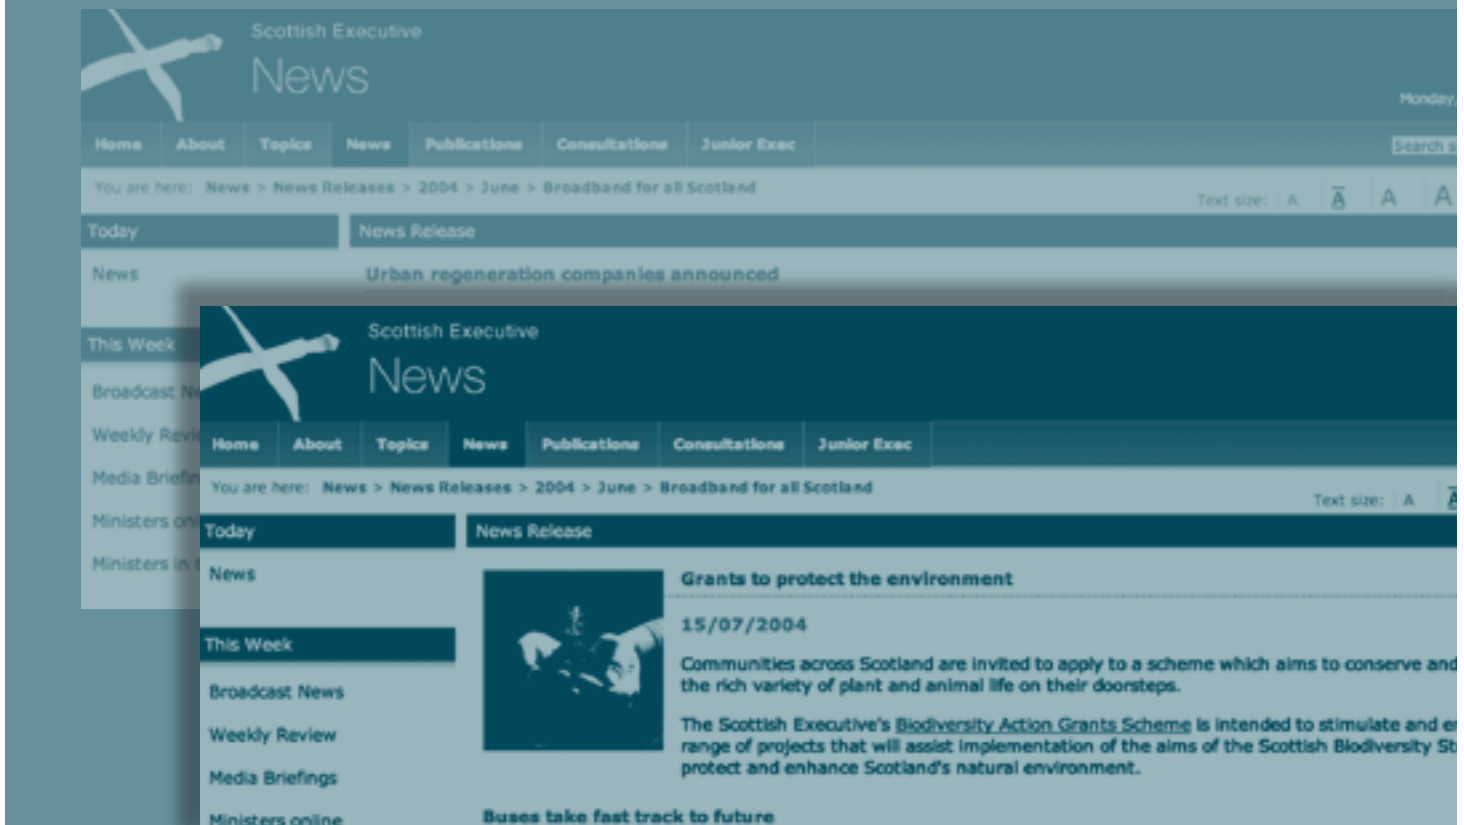 Scottish Executive
News
Monday,
Home About Topics News Publications Consultations Junior Exec
Search
You are here: News > News Releases > 2004 > June > Broadband for all Scotland
Text size: A A A A
Today
News Release
News
Urban regeneration companies announced
This Week
Broadcast
Weekly
Media
Ministers
Ministers in
Scottish Executive
News
Home About Topics News Publications Consultations Junior Exec
You are here: News > News Releases > 2004 > June > Broadband for all Scotland
Text size: A A
Today
News Release
News
Grants to protect the environment
15/07/2004
Communities across Scotland are invited to apply to a scheme which aims to conserve and
the rich variety of plant and animal life on their doorsteps.
The Scottish Executive's Biodiversity Action Grants Scheme is intended to stimulate and
range of projects that will assist implementation of the aims of the Scottish Biodiversity
protect and enhance Scotland's natural environment.
This Week
Broadcast News
Weekly Review
Media Briefings
Ministers online
Buses take fast track to future